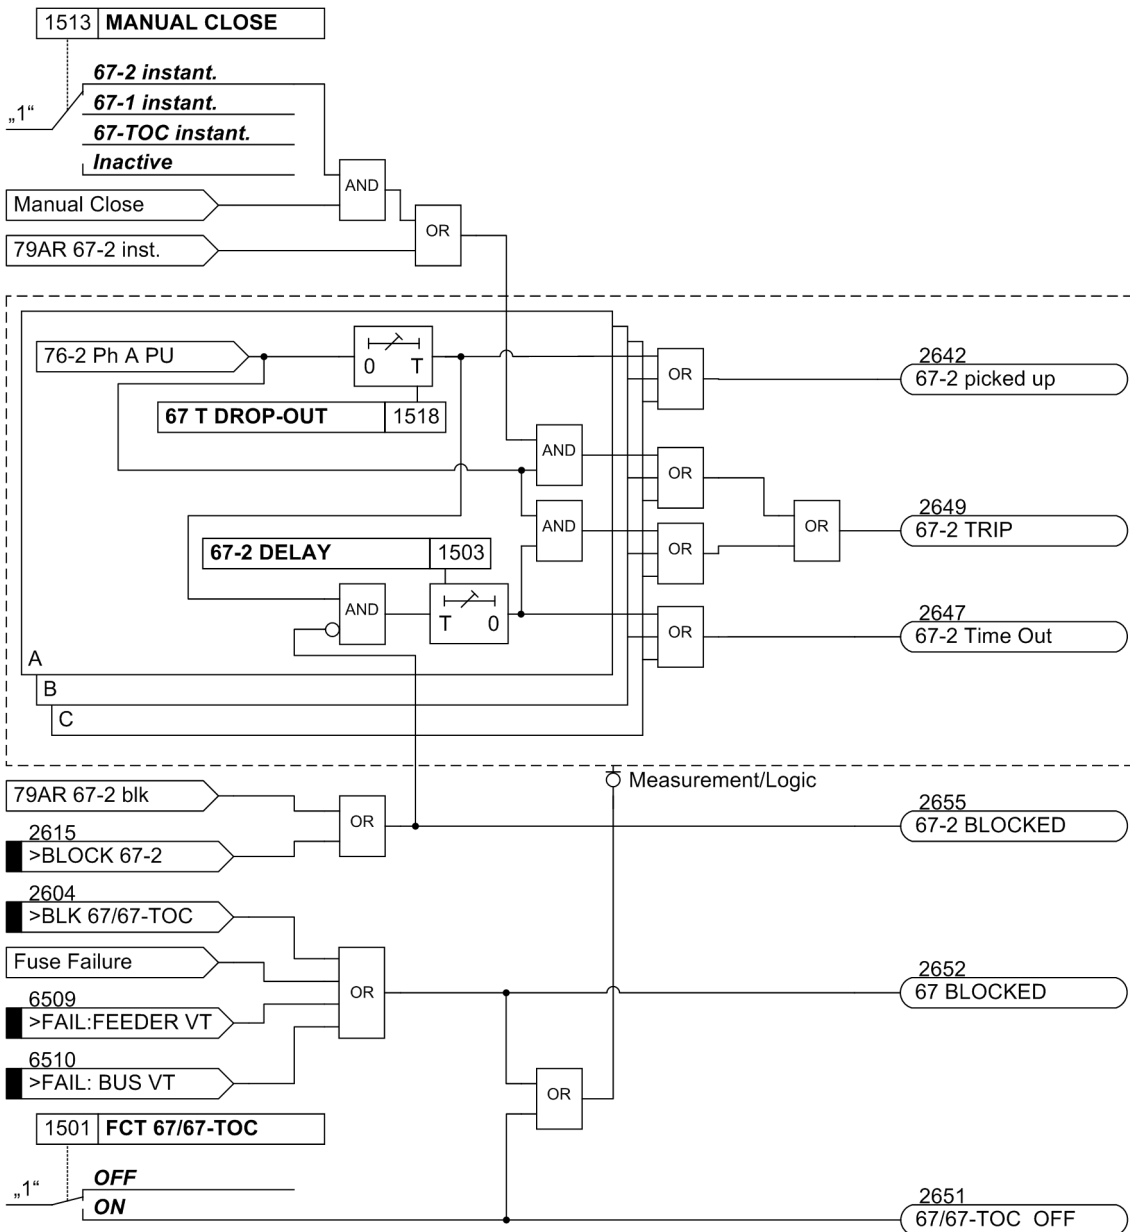 1513 MANUAL CLOSE
67-2 instant.
67-1 instant.
„1“
67-TOC instant.
Inactive
AND
Manual Close
OR
79AR 67-2 inst.
76-2 Ph A PU
0 T
67 T DROP-OUT 1518
OR
2642
67-2 picked up
AND
OR
AND
OR
OR
2649
67-2 TRIP
67-2 DELAY 1503
AND
T 0
OR
2647
67-2 Time Out
A
B
C
Measurement/Logic
79AR 67-2 blk
OR
2655
67-2 BLOCKED
2615
>BLOCK 67-2
2604
>BLK 67/67-TOC
Fuse Failure
OR
2652
67 BLOCKED
6509
>FAIL:FEEDER VT
6510
>FAIL: BUS VT
OR
1501 FCT 67/67-TOC
„1“
OFF
ON
2651
67/67-TOC OFF